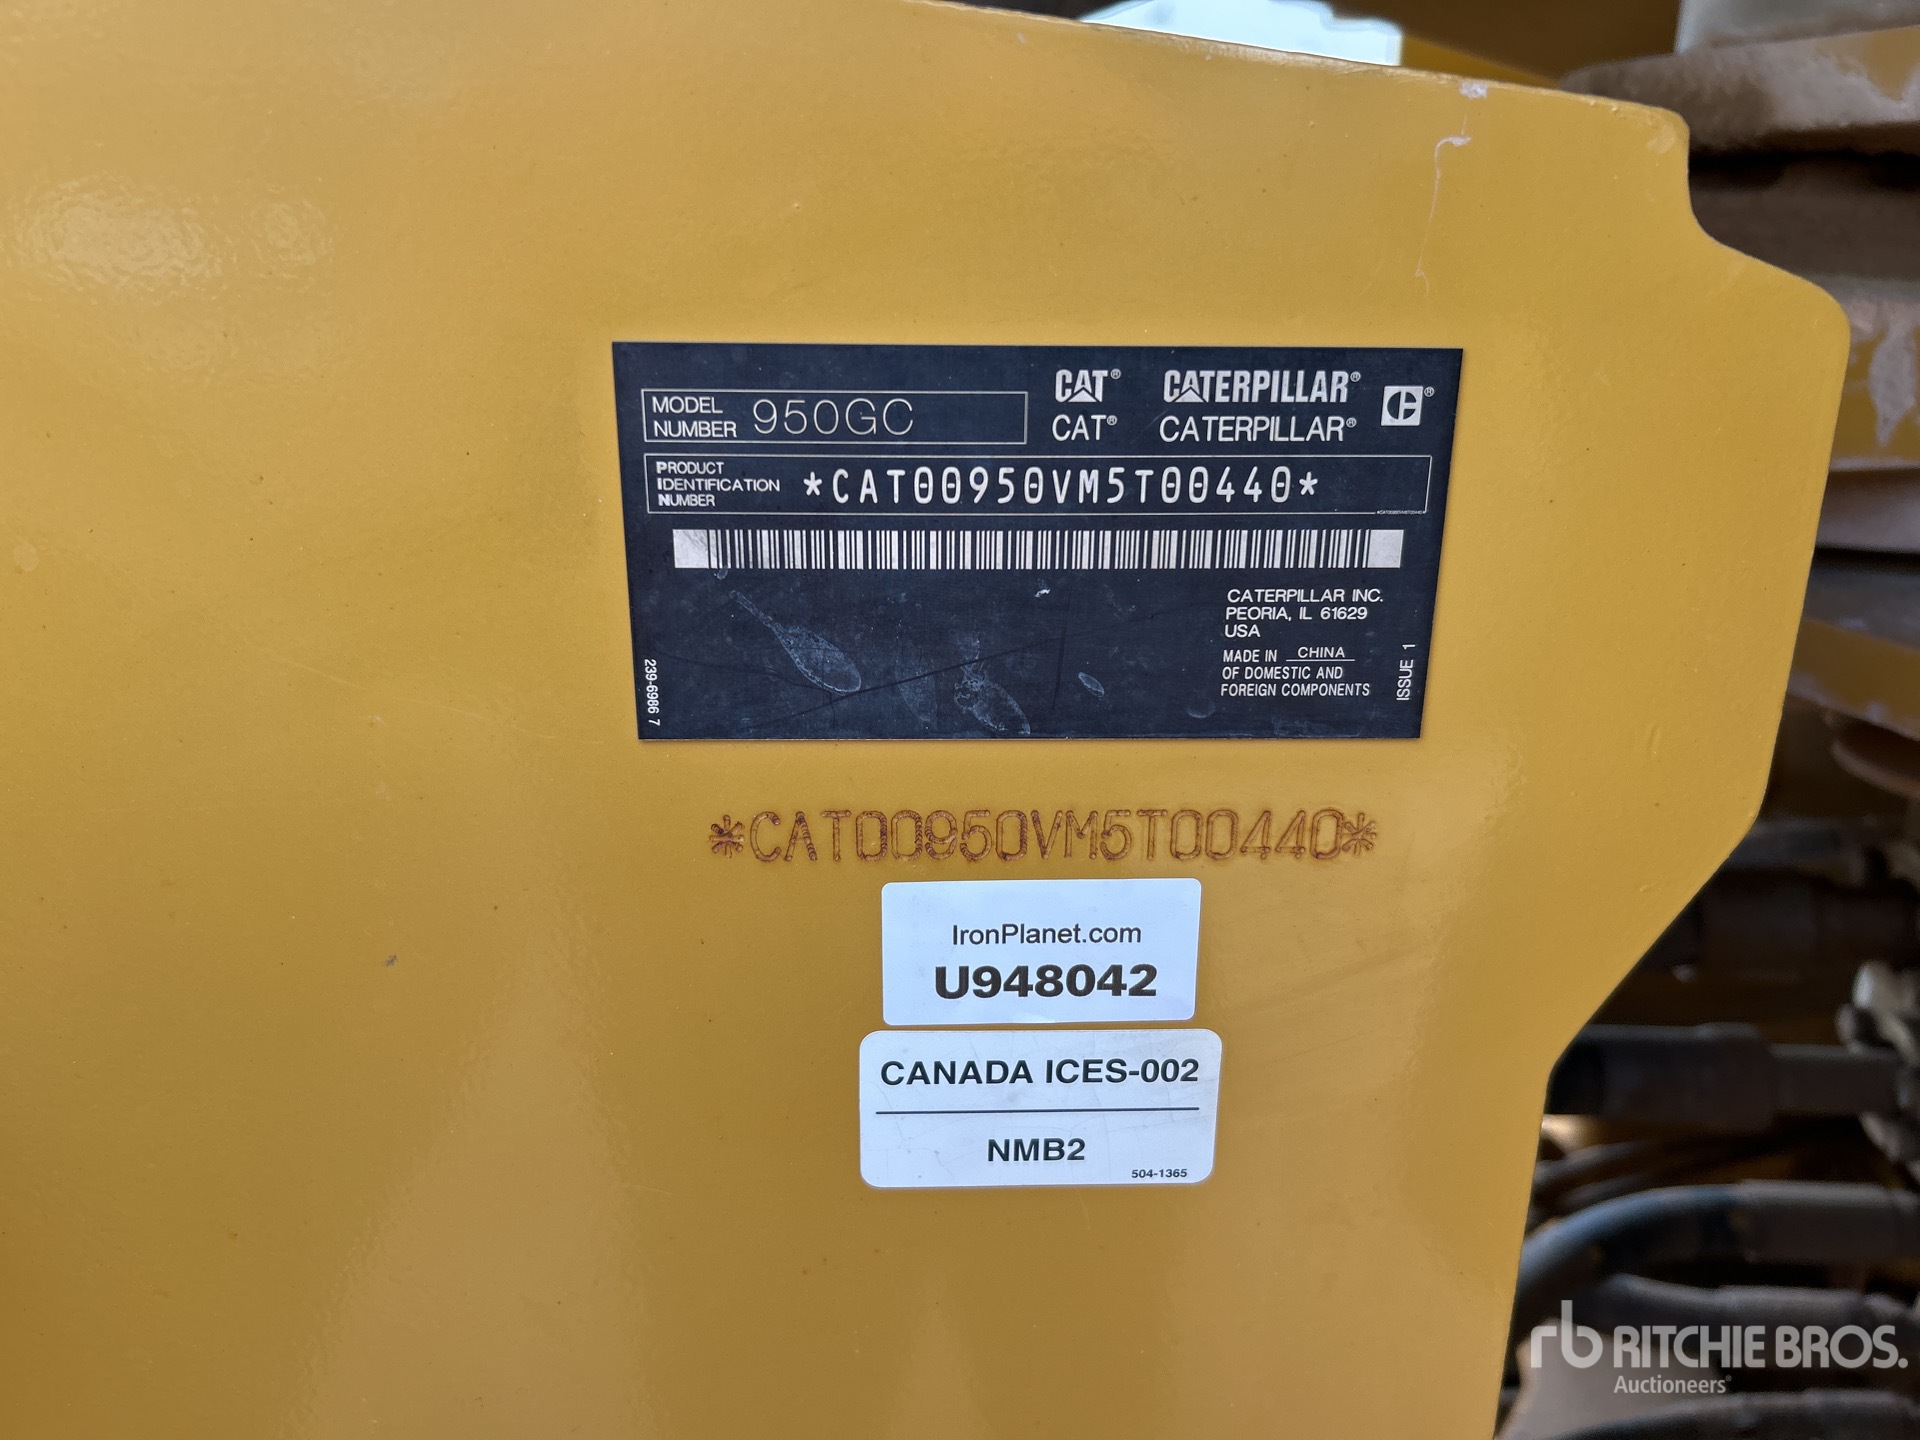 MODEL NUMBER 950GC
CAT® CATERPILLAR®
CAT® CATERPILLAR®
PRODUCT IDENTIFICATION NUMBER *CAT00950VM5T00440*
*CAT00950VM5T00440*
CATERPILLAR INC.
PEORIA, IL 61629
USA
MADE IN CHINA
OF DOMESTIC AND
FOREIGN COMPONENTS
ISSUE 1
239-6986 7
*CAT00950VM5T00440*
IronPlanet.com
U948042
CANADA ICES-002
NMB2
504-1365
rb RITCHIE BROS.
Auctioneers